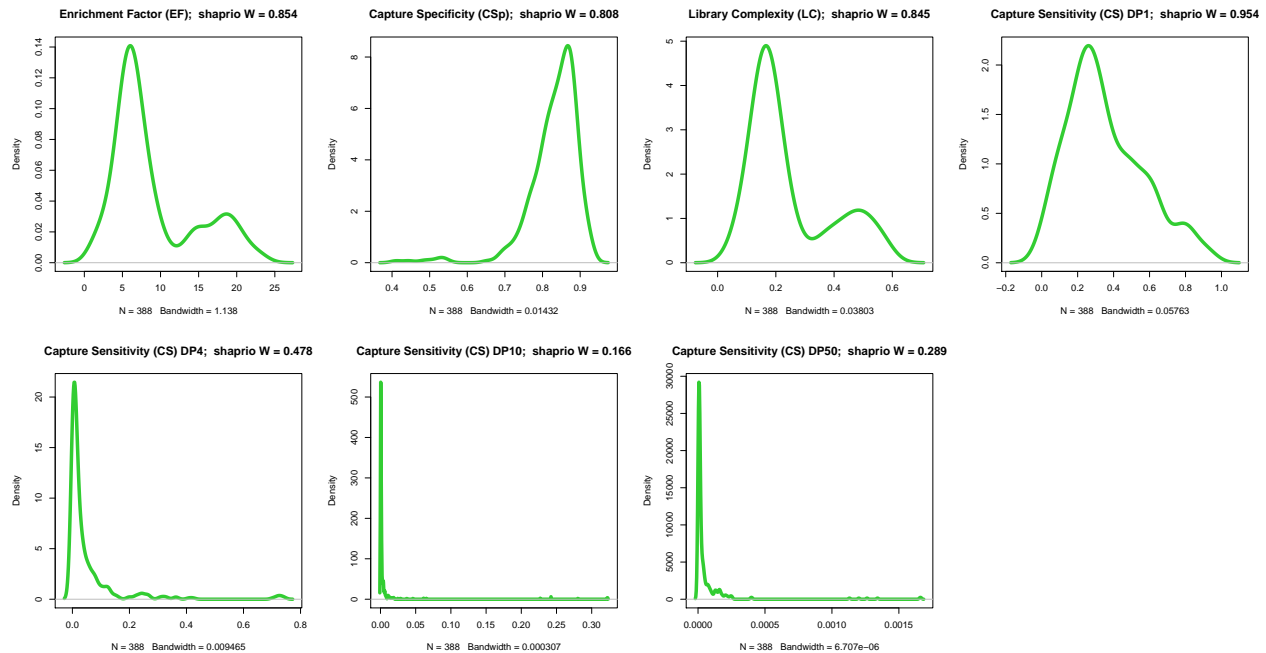 Enrichment Factor (EF);  shaprio W = 0.854
Density
0.00 0.02 0.04 0.06 0.08 0.10 0.12 0.14
0 5 10 15 20 25
N = 388   Bandwidth = 1.138
Capture Specificity (CSp);  shaprio W = 0.808
Density
0 2 4 6 8
0.4 0.5 0.6 0.7 0.8 0.9
N = 388   Bandwidth = 0.01432
Library Complexity (LC);  shaprio W = 0.845
Density
0 1 2 3 4 5
0.0 0.2 0.4 0.6
N = 388   Bandwidth = 0.03803
Capture Sensitivity (CS) DP1;  shaprio W = 0.954
Density
0.0 0.5 1.0 1.5 2.0
−0.2 0.0 0.2 0.4 0.6 0.8 1.0
N = 388   Bandwidth = 0.05763
Capture Sensitivity (CS) DP4;  shaprio W = 0.478
Density
0 5 10 15 20
0.0 0.2 0.4 0.6 0.8
N = 388   Bandwidth = 0.009465
Capture Sensitivity (CS) DP10;  shaprio W = 0.166
Density
0 100 200 300 400 500
0.00 0.05 0.10 0.15 0.20 0.25 0.30
N = 388   Bandwidth = 0.000307
Capture Sensitivity (CS) DP50;  shaprio W = 0.289
Density
0 5000 10000 15000 20000 25000 30000
0.0000 0.0005 0.0010 0.0015
N = 388   Bandwidth = 6.707e−06